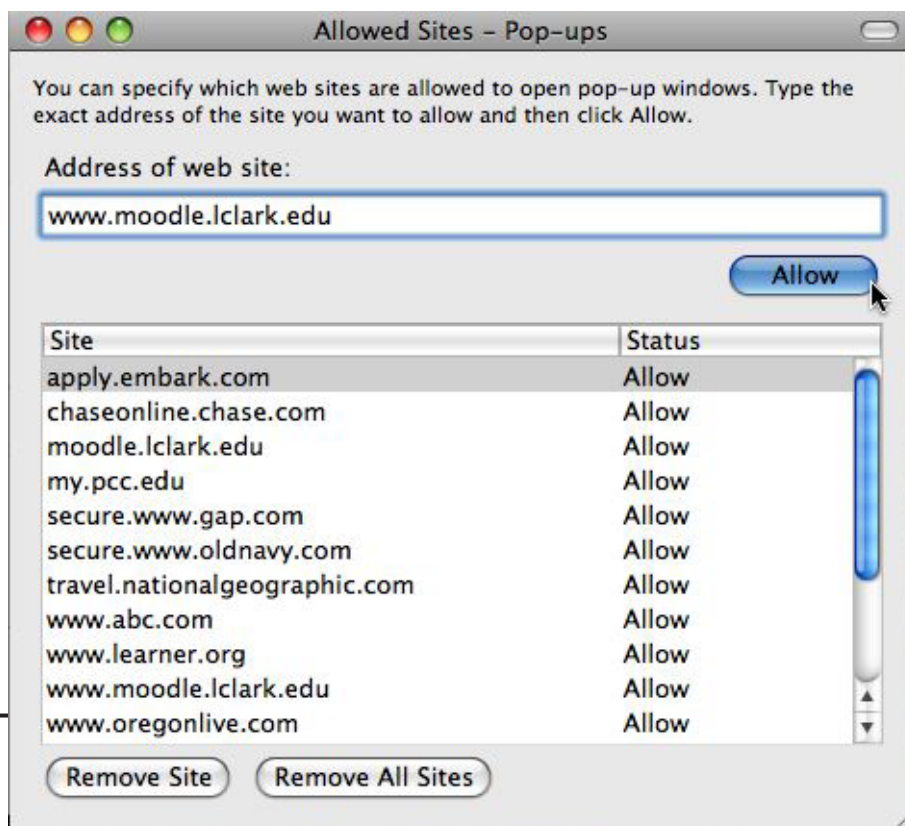 Allowed Sites – Pop-ups
You can specify which web sites are allowed to open pop-up windows. Type the
exact address of the site you want to allow and then click Allow.
Address of web site:
www.moodle.lclark.edu
Allow
Site Status
apply.embark.com Allow
chaseonline.chase.com Allow
moodle.lclark.edu Allow
my.pcc.edu Allow
secure.www.gap.com Allow
secure.www.oldnavy.com Allow
travel.nationalgeographic.com Allow
www.abc.com Allow
www.learner.org Allow
www.moodle.lclark.edu Allow
www.oregonlive.com Allow
Remove Site Remove All Sites